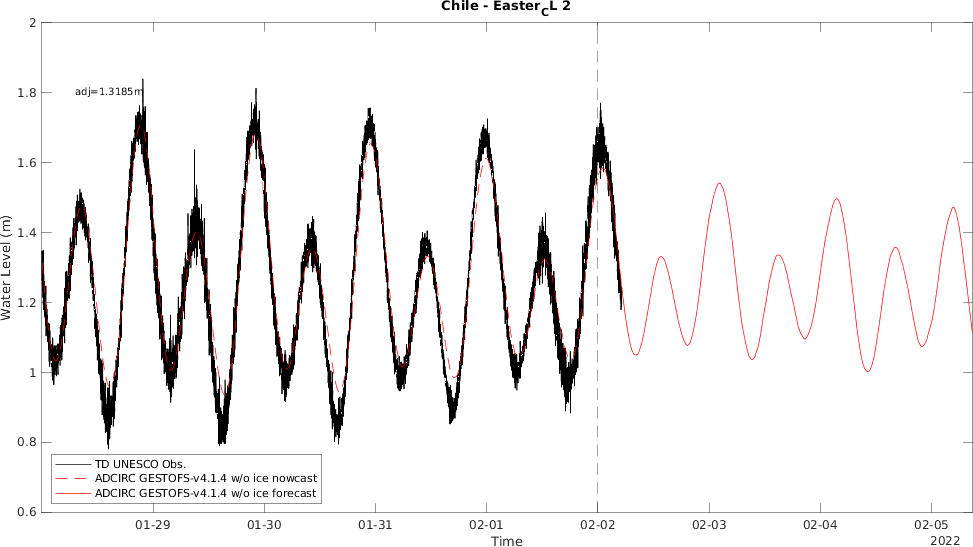 Chile - EasterCL 2
2
1.8
1.6
1.4
1.2
1
0.8
0.6
Water Level (m)
adj=1.3185m
TD UNESCO Obs.
ADCIRC GESTOFS-v4.1.4 w/o ice nowcast
ADCIRC GESTOFS-v4.1.4 w/o ice forecast
01-29 01-30 01-31 02-01 02-02 02-03 02-04 02-05
Time
2022